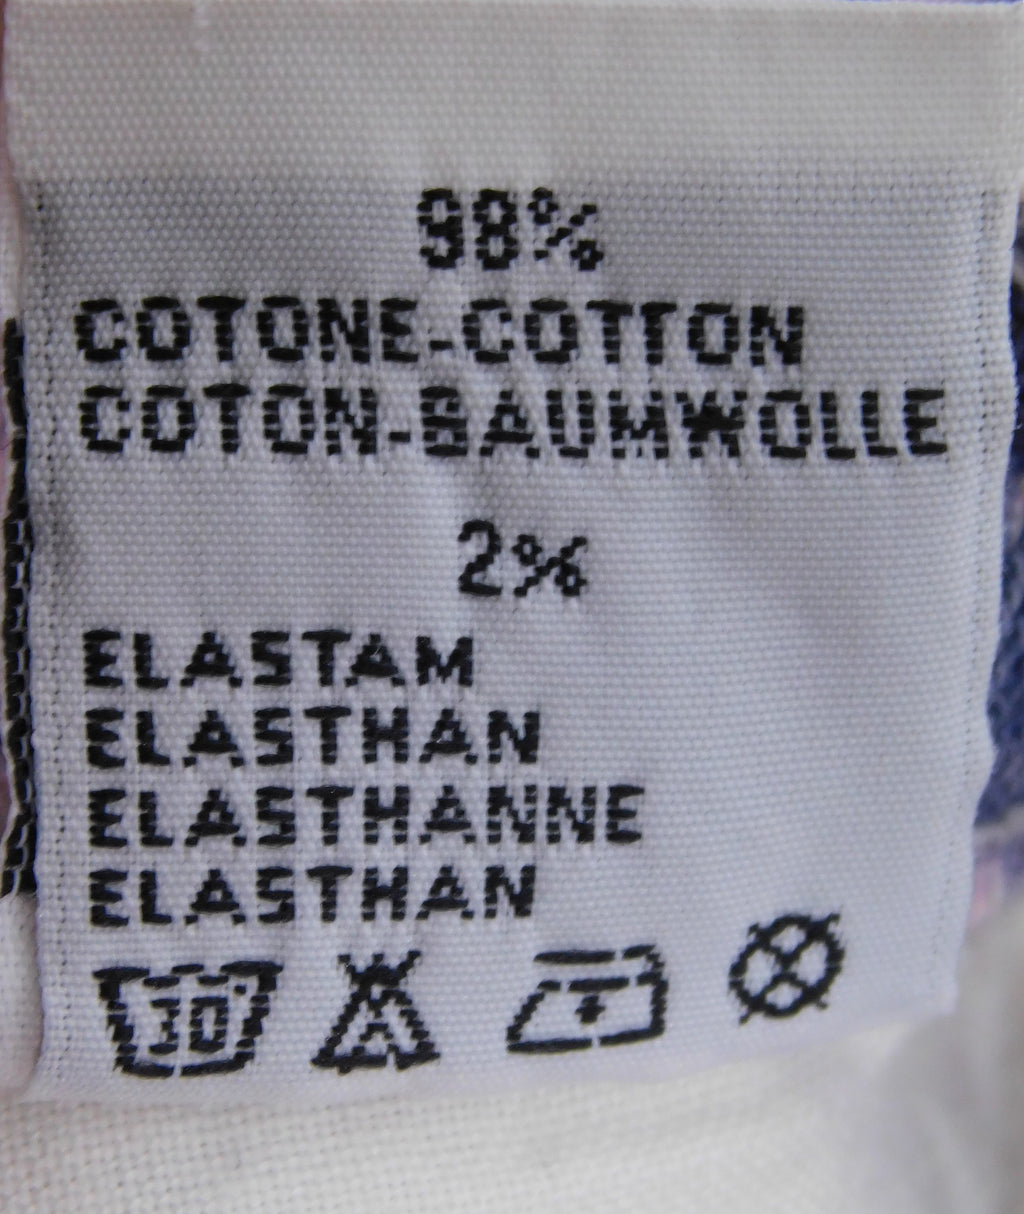 98%
COTONE-COTTON
COTON-BAUMWOLLE
2%
ELASTAM
ELASTHAN
ELASTHANNE
ELASTHAN
30°